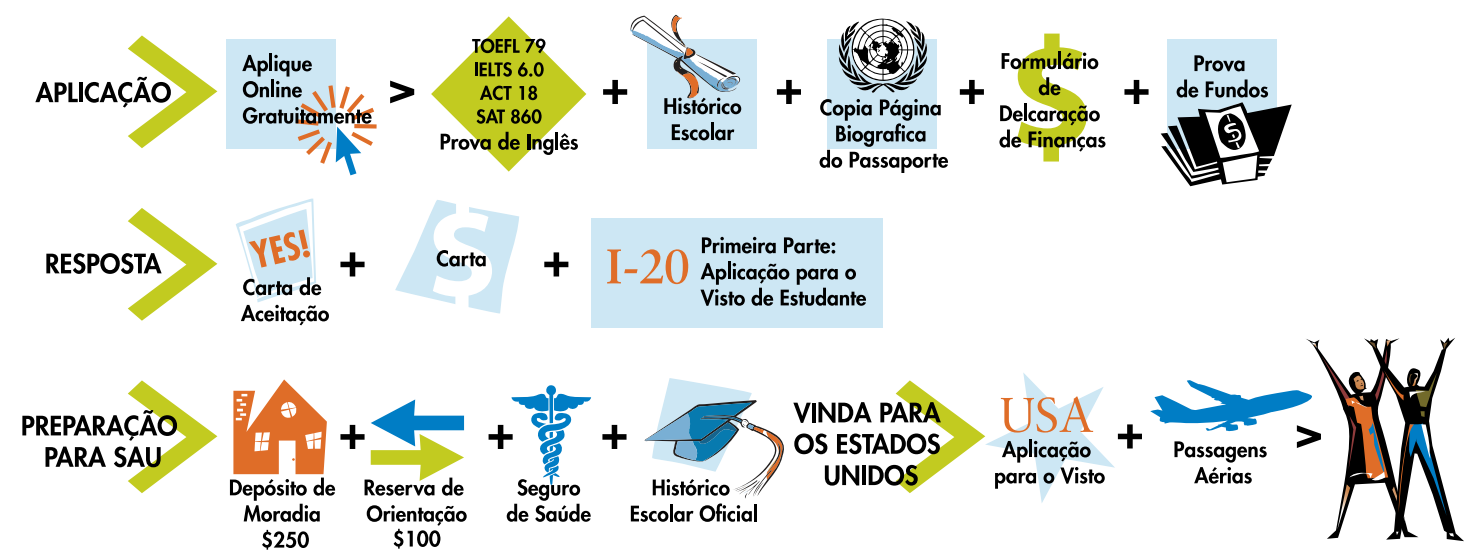 APLICAÇÃO
Aplique
Online
Gratuitamente
>
TOEFL 79
IELTS 6.0
ACT 18
SAT 860
Prova de Inglês
+
Histórico
Escolar
+
Copia Página
Biografica
do Passaporte
+
$
Formulário
de
Delcaração
de Finanças
+
Prova
de Fundos
$
RESPOSTA
YES!
Carta de
Aceitação
+
$
Carta
+
I-20
Primeira Parte:
Aplicação para o
Visto de Estudante
PREPARAÇÃO
PARA SAU
Depósito de
Moradia
$250
+
Reserva de
Orientação
$100
+
Seguro
de Saúde
+
Histórico
Escolar Oficial
VINDA PARA
OS ESTADOS
UNIDOS
USA
Aplicação
para o Visto
+
Passagens
Aérias
>